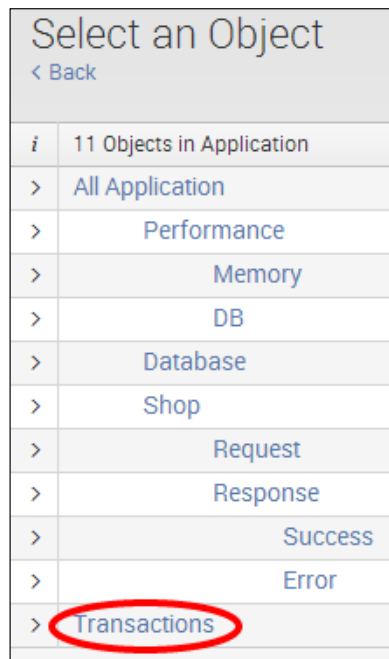 Select an Object
< Back
i 11 Objects in Application
> All Application
> Performance
> Memory
> DB
> Database
> Shop
> Request
> Response
> Success
> Error
> Transactions